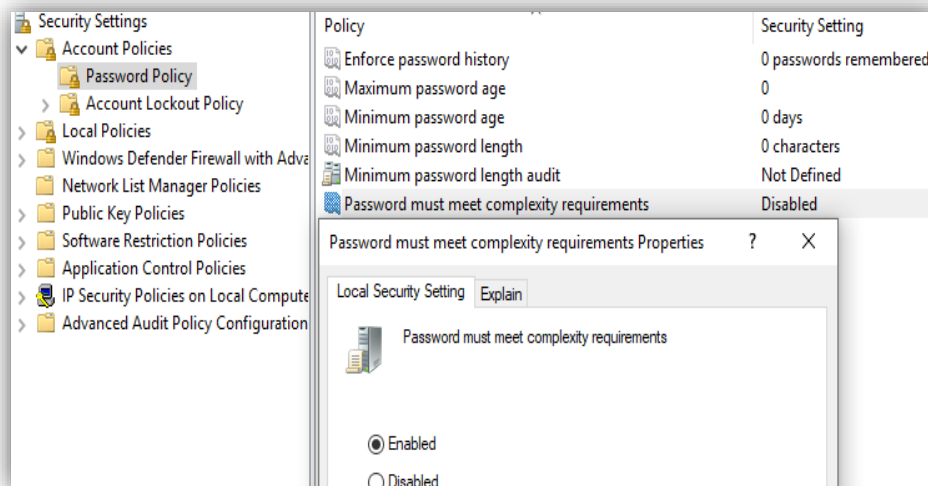 Security Settings
Account Policies
Password Policy
Account Lockout Policy
Local Policies
Windows Defender Firewall with Adva
Network List Manager Policies
Public Key Policies
Software Restriction Policies
Application Control Policies
IP Security Policies on Local Compute
Advanced Audit Policy Configuration
Policy Security Setting
Enforce password history 0 passwords remembered
Maximum password age 0
Minimum password age 0 days
Minimum password length 0 characters
Minimum password length audit Not Defined
Password must meet complexity requirements Disabled
Password must meet complexity requirements Properties ? X
Local Security Setting Explain
Password must meet complexity requirements
Enabled
Disabled